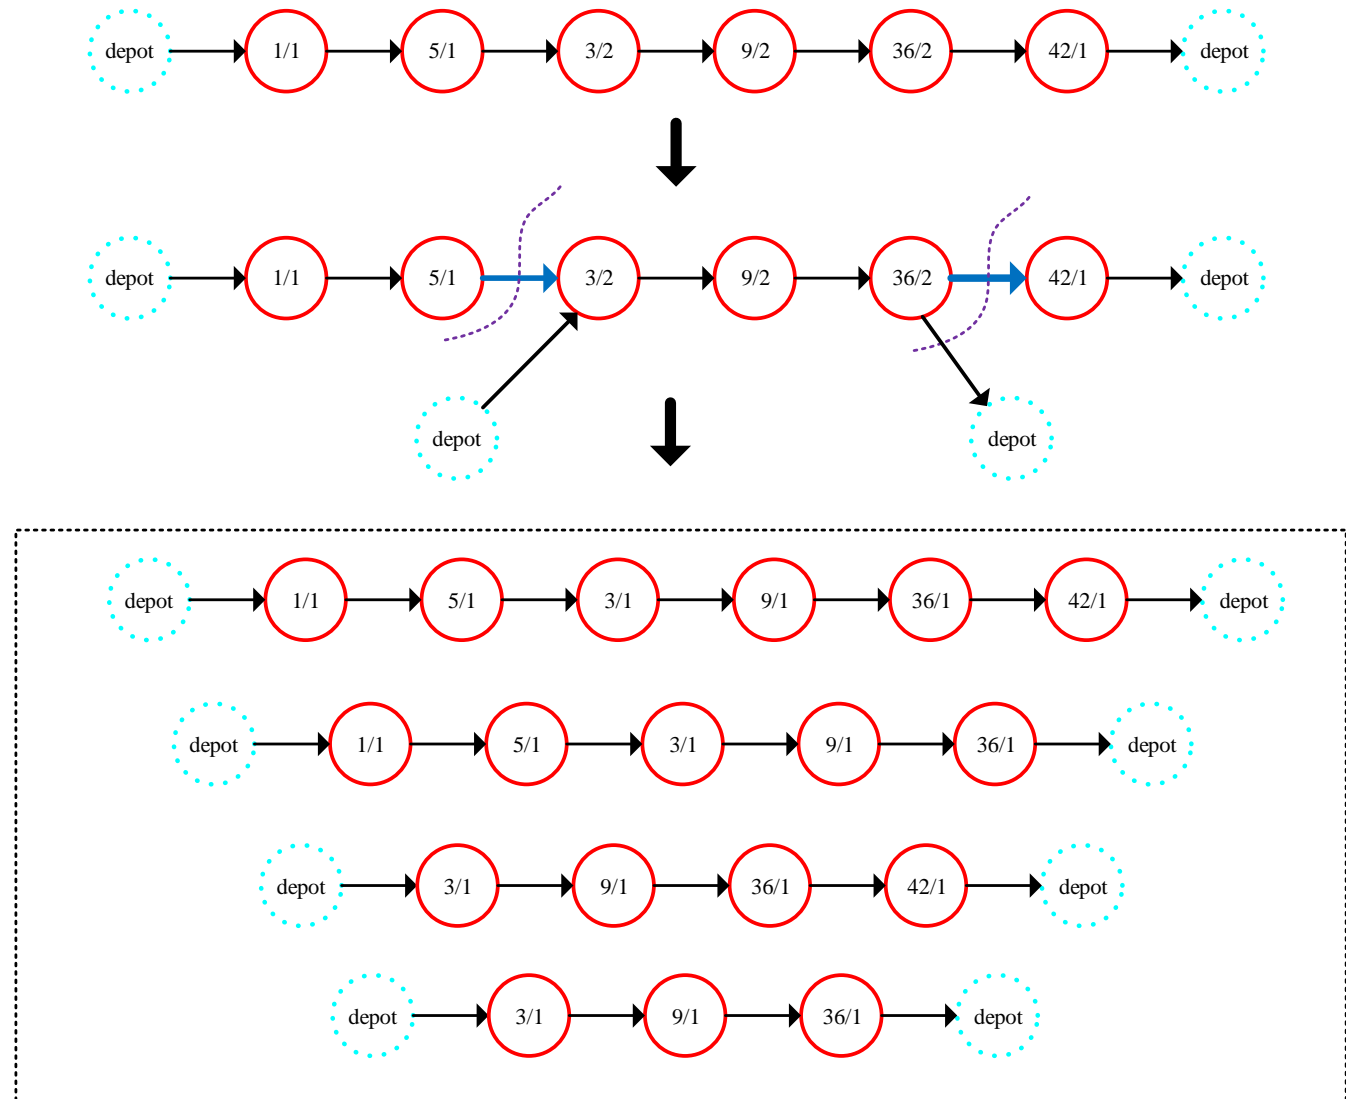 depot 1/1 5/1 3/2 9/2 36/2 42/1 depot
depot 1/1 5/1 3/2 9/2 36/2 42/1 depot
depot depot
depot 1/1 5/1 3/1 9/1 36/1 42/1 depot
depot 1/1 5/1 3/1 9/1 36/1 depot
depot 3/1 9/1 36/1 42/1 depot
depot 3/1 9/1 36/1 depot